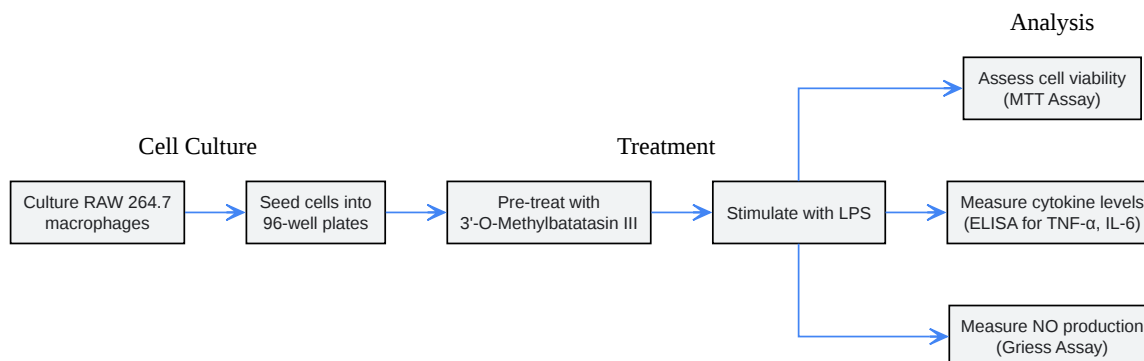 Analysis
Assess cell viability
(MTT Assay)
Cell Culture
Treatment
Culture RAW 264.7
macrophages
Seed cells into
96-well plates
Pre-treat with
3'-O-Methylbatatasin III
Stimulate with LPS
Measure cytokine levels
(ELISA for TNF-α, IL-6)
Measure NO production
(Griess Assay)